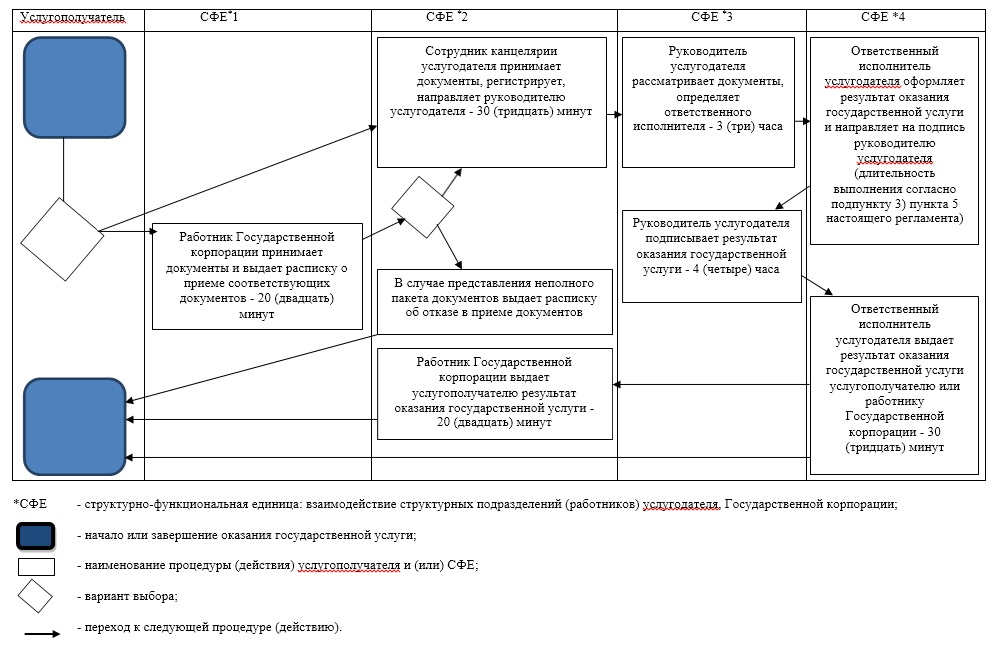 Услугополучатель
СФЕ*1
СФЕ *2
СФЕ *3
СФЕ *4
Сотрудник канцелярии
услугодателя принимает
документы, регистрирует,
направляет руководителю
услугодателя - 30 (тридцать) минут
Руководитель
услугодателя
рассматривает документы,
определяет
ответственного
исполнителя - 3 (три) часа
Ответственный
исполнитель
услугодателя оформляет
результат оказания
государственной услуги
и направляет на подпись
руководителю
услугодателя
(длительность
выполнения согласно
подпункту 3) пункта 5
настоящего регламента)
Работник Государственной
корпорации принимает
документы и выдает расписку о
приеме соответствующих
документов - 20 (двадцать)
минут
Руководитель услугодателя
подписывает результат
оказания государственной
услуги - 4 (четыре) часа
В случае представления неполного
пакета документов выдает расписку
об отказе в приеме документов
Работник Государственной
корпорации выдает
услугополучателю результат
оказания государственной услуги -
20 (двадцать) минут
Ответственный
исполнитель
услугодателя выдает
результат оказания
государственной услуги
услугополучателю или
работнику
Государственной
корпорации - 30
(тридцать) минут
*СФЕ - структурно-функциональная единица: взаимодействие структурных подразделений (работников) услугодателя, Государственной корпорации;
- начало или завершение оказания государственной услуги;
- наименование процедуры (действия) услугополучателя и (или) СФЕ;
- вариант выбора;
- переход к следующей процедуре (действию).